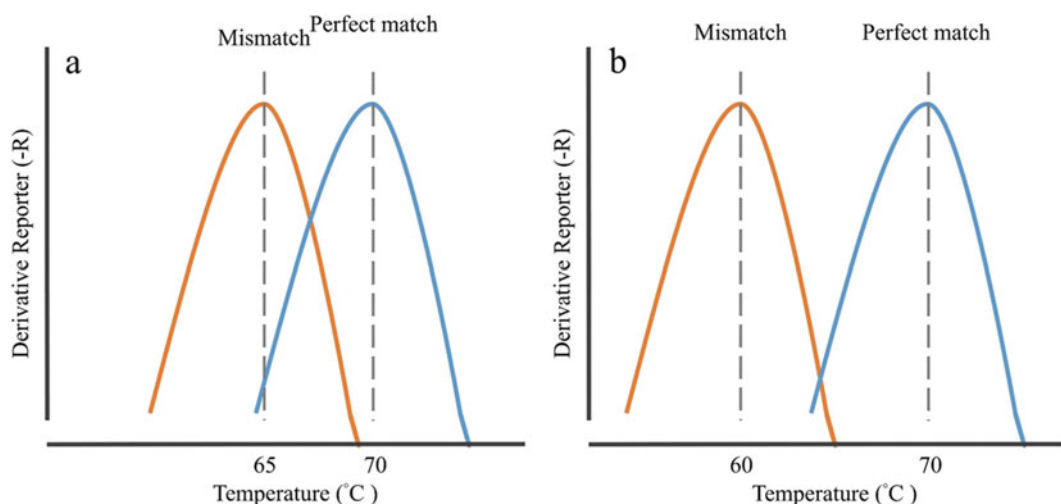 a
Mismatch
Perfect match
Derivative Reporter (-R)
65
70
Temperature (˚C )
b
Mismatch
Perfect match
Derivative Reporter (-R)
60
70
Temperature (˚C )